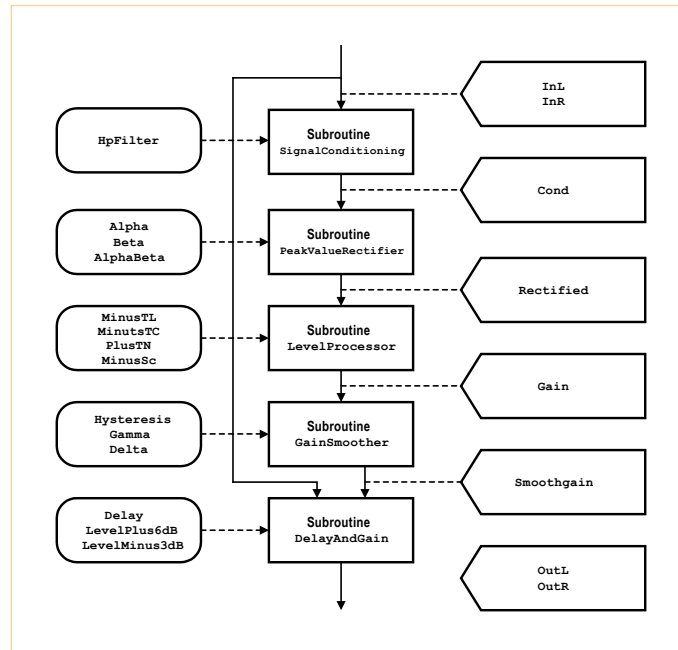 InL
InR
HpFilter
Subroutine
SignalConditioning
Cond
Alpha
Beta
AlphaBeta
Subroutine
PeakValueRectifier
Rectified
MinusTL
MinutsTC
PlusTN
MinusSc
Subroutine
LevelProcessor
Gain
Hysteresis
Gamma
Delta
Subroutine
GainSmoother
Smoothgain
Delay
LevelPlus6dB
LevelMinus3dB
Subroutine
DelayAndGain
OutL
OutR